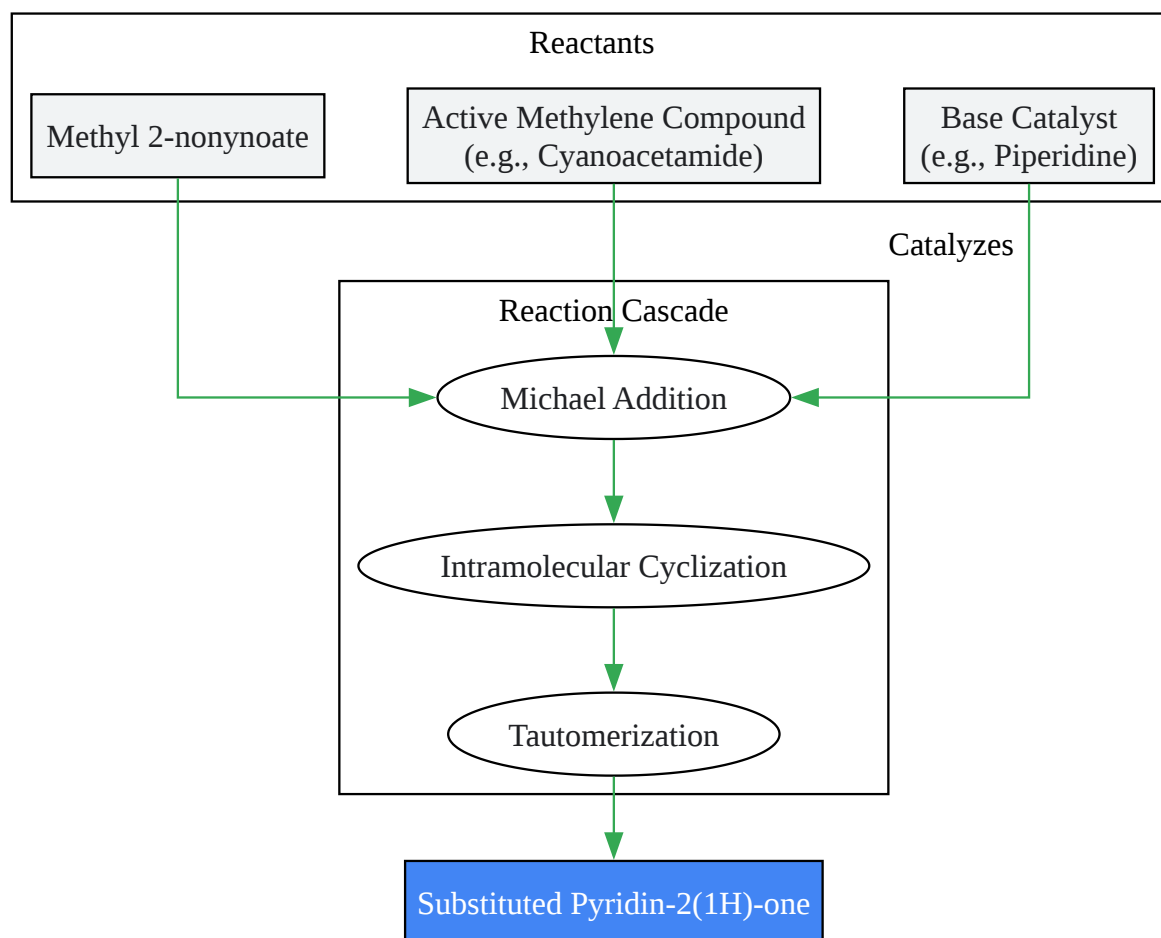 Reactants
Methyl 2-nonynoate
Active Methylene Compound
(e.g., Cyanoacetamide)
Base Catalyst
(e.g., Piperidine)
Catalyzes
Reaction Cascade
Michael Addition
Intramolecular Cyclization
Tautomerization
Substituted Pyridin-2(1H)-one